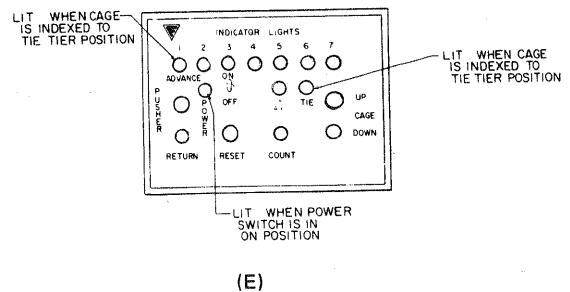 LIT WHEN CAGE
IS INDEXED TO
TIE TIER POSITION
INDICATOR LIGHTS
1 2 3 4 5 6 7
LIT WHEN CAGE
IS INDEXED TO
TIE TIER POSITION
ADVANCE
ON
OFF
TIE
PUSHER
POWER
UP
CAGE
DOWN
RETURN
RESET
COUNT
LIT WHEN POWER
SWITCH IS IN
ON POSITION
(E)